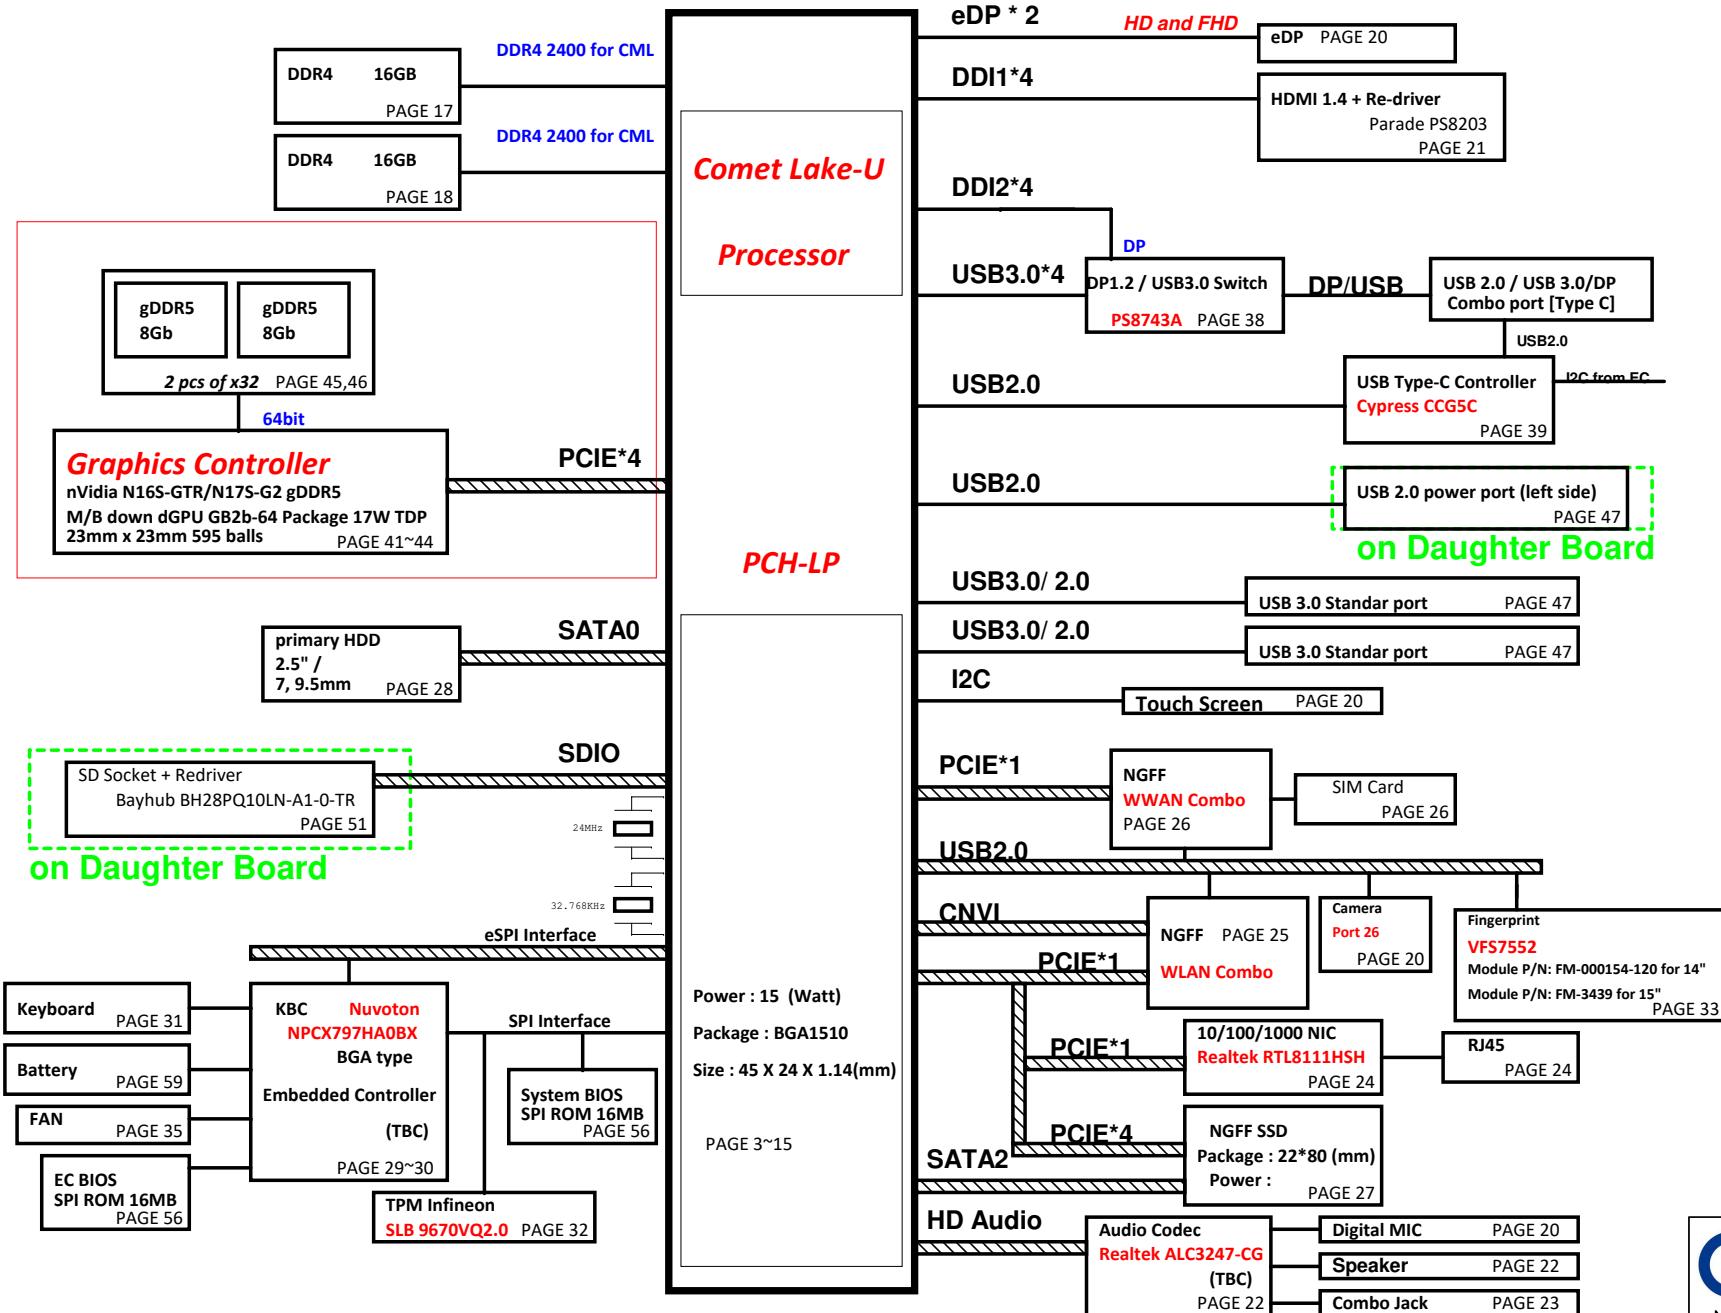 eDP * 2
HD and FHD
eDP PAGE 20
DDR4 2400 for CML
DDR4 16GB
PAGE 17
DDI1*4
HDMI 1.4 + Re-driver
Parade PS8203
PAGE 21
DDR4 2400 for CML
DDR4 16GB
PAGE 18
Comet Lake-U
Processor
DDI2*4
DP
USB3.0*4
DP1.2 / USB3.0 Switch
PS8743A PAGE 38
DP/USB
USB 2.0 / USB 3.0/DP
Combo port [Type C]
USB2.0
gDDR5
8Gb
gDDR5
8Gb
2 pcs of x32 PAGE 45,46
64bit
USB2.0
USB Type-C Controller
Cypress CCG5C
PAGE 39
I2C from EC
Graphics Controller
nVidia N16S-GTR/N17S-G2 gDDR5
M/B down dGPU GB2b-64 Package 17W TDP
23mm x 23mm 595 balls
PAGE 41~44
PCIE*4
USB2.0
USB 2.0 power port (left side)
PAGE 47
on Daughter Board
PCH-LP
USB3.0/ 2.0
USB 3.0 Standar port PAGE 47
USB3.0/ 2.0
USB 3.0 Standar port PAGE 47
SATA0
primary HDD
2.5" /
7, 9.5mm PAGE 28
I2C
Touch Screen PAGE 20
SDIO
SD Socket + Redriver
Bayhub BH28PQ10LN-A1-0-TR
PAGE 51
on Daughter Board
24MHz
32.768KHz
PCIE*1
NGFF
WWAN Combo
PAGE 26
SIM Card
PAGE 26
USB2.0
CNVI
NGFF PAGE 25
WLAN Combo
PCIE*1
Camera
Port 26
PAGE 20
Fingerprint
VFS7552
Module P/N: FM-000154-120 for 14"
Module P/N: FM-3439 for 15"
PAGE 33
eSPI Interface
Keyboard PAGE 31
Battery PAGE 59
FAN PAGE 35
EC BIOS
SPI ROM 16MB
PAGE 56
KBC Nuvoton
NPCX797HA0BX
BGA type
Embedded Controller
(TBC)
PAGE 29~30
SPI Interface
System BIOS
SPI ROM 16MB
PAGE 56
TPM Infineon
SLB 9670VQ2.0 PAGE 32
Power : 15 (Watt)
Package : BGA1510
Size : 45 X 24 X 1.14(mm)
PAGE 3~15
PCIE*1
10/100/1000 NIC
Realtek RTL8111HSH
PAGE 24
RJ45
PAGE 24
PCIE*4
SATA2
NGFF SSD
Package : 22*80 (mm)
Power :
PAGE 27
HD Audio
Audio Codec
Realtek ALC3247-CG
(TBC)
PAGE 22
Digital MIC PAGE 20
Speaker PAGE 22
Combo Jack PAGE 23